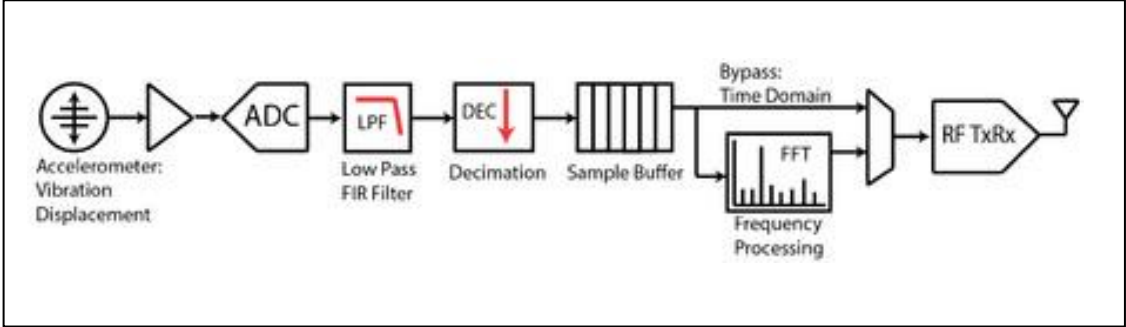 Bypass:
Time Domain
ADC
LPF
DEC
FFT
RF TxRx
Accelerometer:
Vibration
Displacement
Low Pass
FIR Filter
Decimation
Sample Buffer
Frequency
Processing